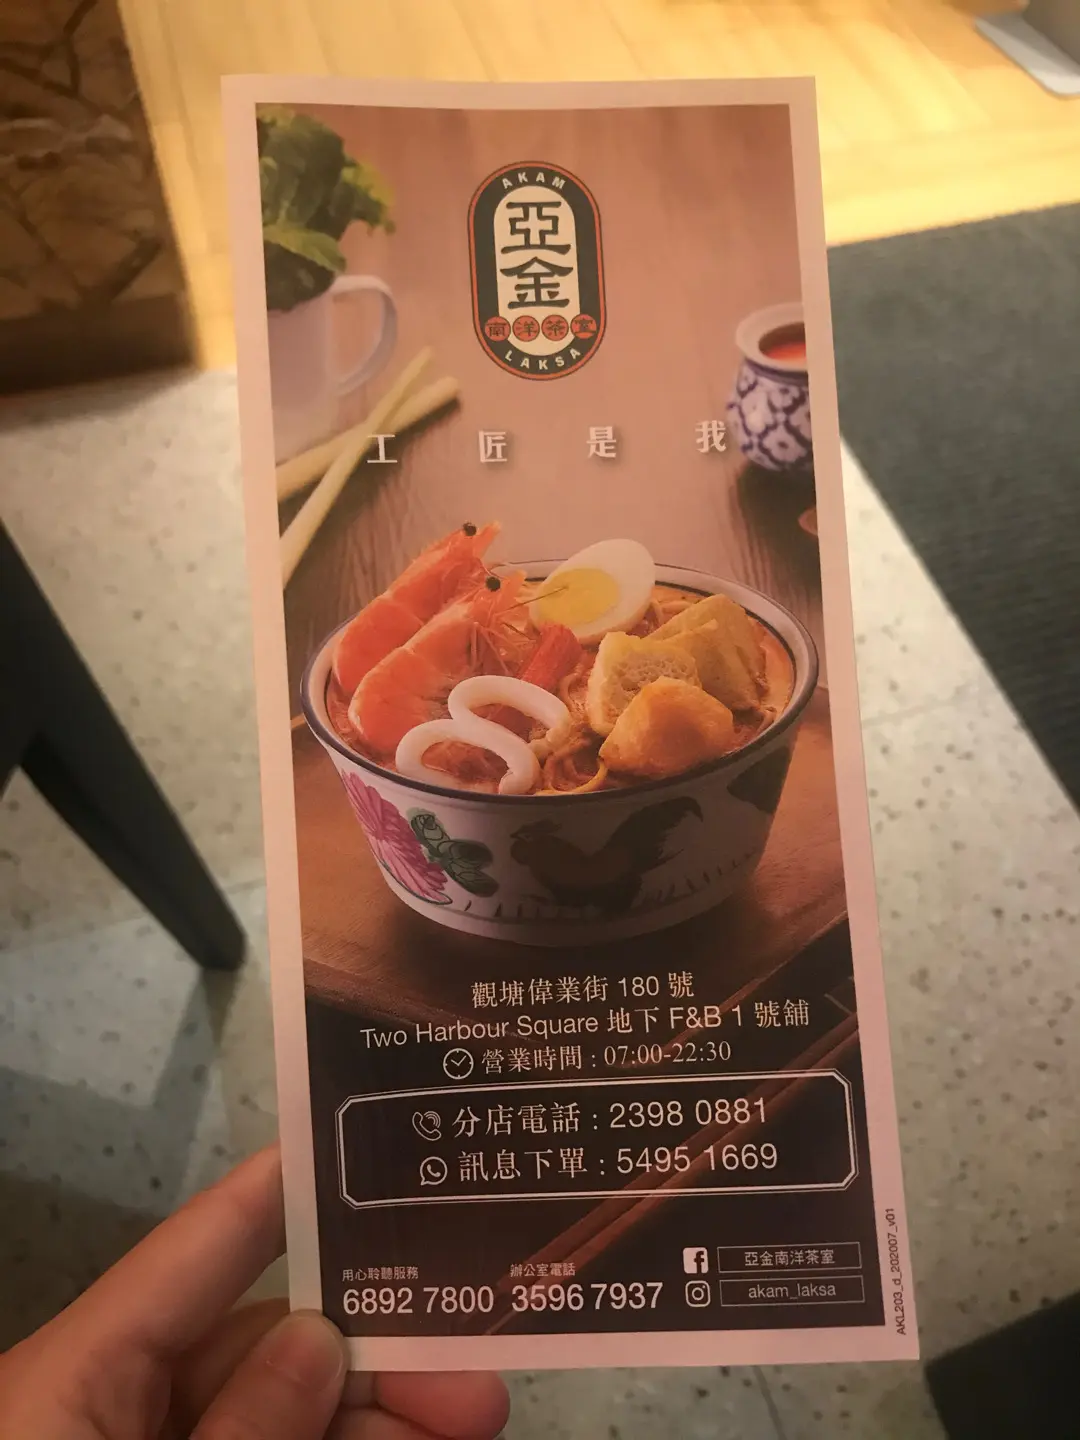 AKAM
亞金
南洋茶室
LAKSA
工匠是我
觀塘偉業街 180 號
Two Harbour Square 地下 F&B 1 號舖
營業時間 : 07:00-22:30
分店電話 : 2398 0881
訊息下單 : 5495 1669
用心聆聽服務
6892 7800
辦公室電話
3596 7937
亞金南洋茶室
akam_laksa
AKL203_d_202007_v01